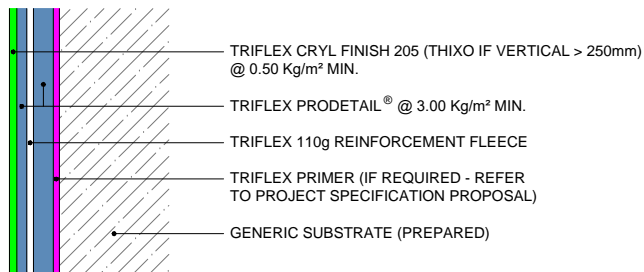 TRIFLEX CRYL FINISH 205 (THIXO IF VERTICAL > 250mm)
@ 0.50 Kg/m² MIN.
TRIFLEX PRODETAIL® @ 3.00 Kg/m² MIN.
TRIFLEX 110g REINFORCEMENT FLEECE
TRIFLEX PRIMER (IF REQUIRED - REFER
TO PROJECT SPECIFICATION PROPOSAL)
GENERIC SUBSTRATE (PREPARED)